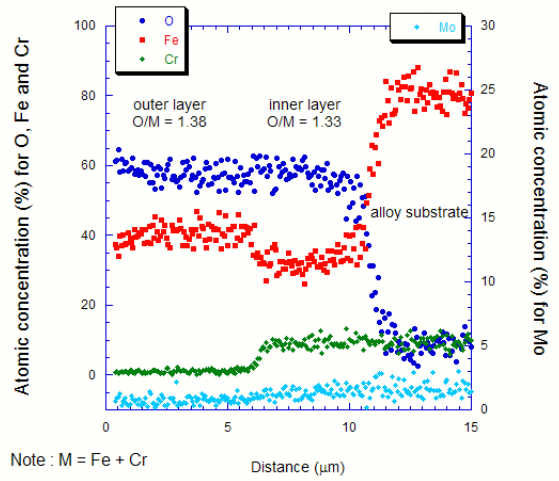 O
Fe
Cr
Mo
outer layer
O/M = 1.38
inner layer
O/M = 1.33
alloy substrate
Atomic concentration (%) for O, Fe and Cr
100
80
60
40
20
0
Atomic concentration (%) for Mo
30
25
20
15
10
5
0
0
5
10
15
Distance (μm)
Note : M = Fe + Cr